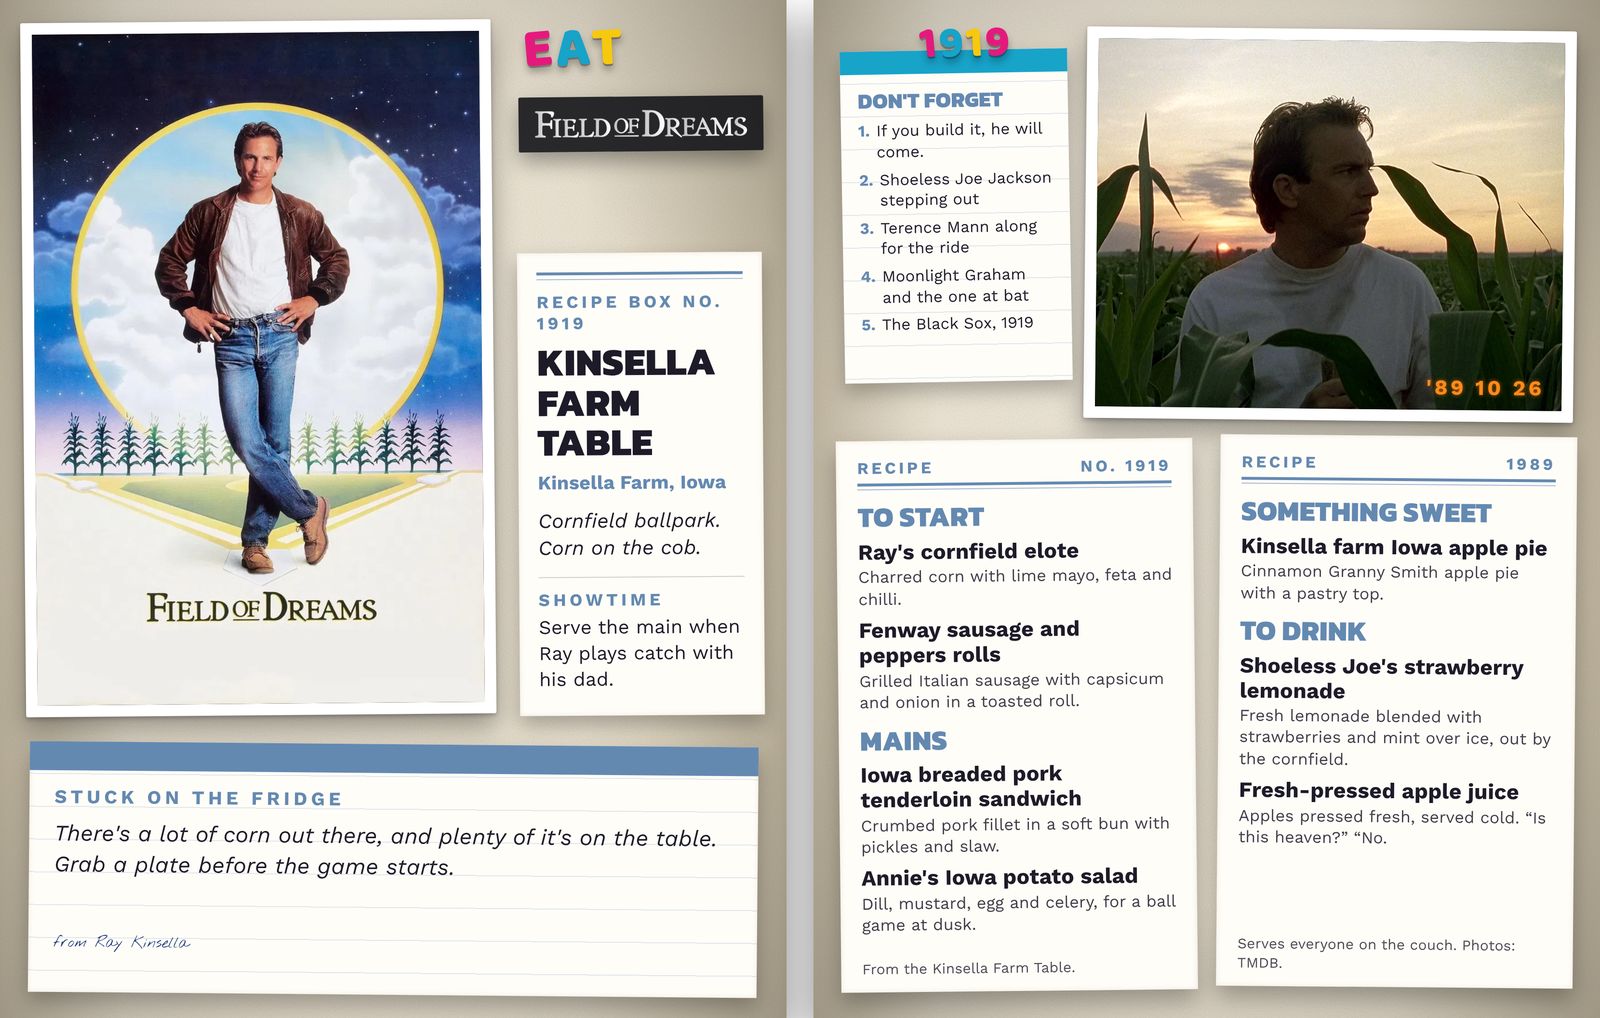 EAT
FIELD OF DREAMS
FIELD OF DREAMS
RECIPE BOX NO.
1919
KINSELLA
FARM
TABLE
Kinsella Farm, Iowa
Cornfield ballpark.
Corn on the cob.
SHOWTIME
Serve the main when
Ray plays catch with
his dad.
STUCK ON THE FRIDGE
There's a lot of corn out there, and plenty of it's on the table.
Grab a plate before the game starts.
from Ray Kinsella
1919
DON'T FORGET
1. If you build it, he will
come.
2. Shoeless Joe Jackson
stepping out
3. Terence Mann along
for the ride
4. Moonlight Graham
and the one at bat
5. The Black Sox, 1919
'89 10 26
RECIPE NO. 1919
TO START
Ray's cornfield elote
Charred corn with lime mayo, feta and
chilli.
Fenway sausage and
peppers rolls
Grilled Italian sausage with capsicum
and onion in a toasted roll.
MAINS
Iowa breaded pork
tenderloin sandwich
Crumbed pork fillet in a soft bun with
pickles and slaw.
Annie's Iowa potato salad
Dill, mustard, egg and celery, for a ball
game at dusk.
From the Kinsella Farm Table.
RECIPE 1989
SOMETHING SWEET
Kinsella farm Iowa apple pie
Cinnamon Granny Smith apple pie
with a pastry top.
TO DRINK
Shoeless Joe's strawberry
lemonade
Fresh lemonade blended with
strawberries and mint over ice, out by
the cornfield.
Fresh-pressed apple juice
Apples pressed fresh, served cold. “Is
this heaven?” “No.
Serves everyone on the couch. Photos:
TMDB.